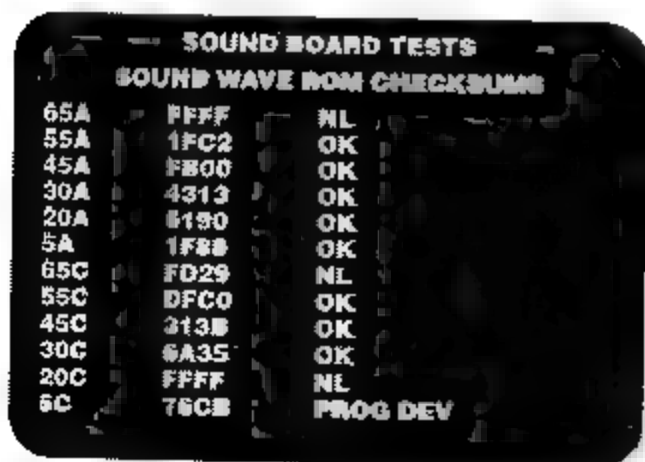 SOUND BOARD TESTS
SOUND WAVE ROM CHECKSUMS
65A FFFF NL
55A 1FC2 OK
45A FB00 OK
30A 4313 OK
20A 6190 OK
5A OK
65C FD29 NL
55C DFC0 OK
45C 313B OK
30C 6A35 OK
20C FFFF NL
5C 76CB PROG DEV